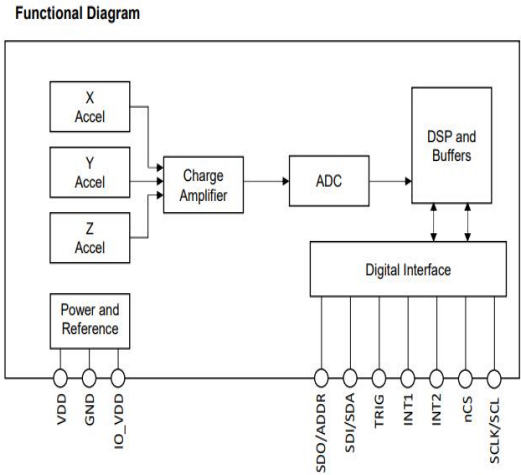 Functional Diagram
X
Accel
Y
Accel
Z
Accel
Charge
Amplifier
ADC
DSP and
Buffers
Digital Interface
Power and
Reference
VDD
GND
IO_VDD
SDO/ADDR
SDI/SDA
TRIG
INT1
INT2
nCS
SCLK/SCL